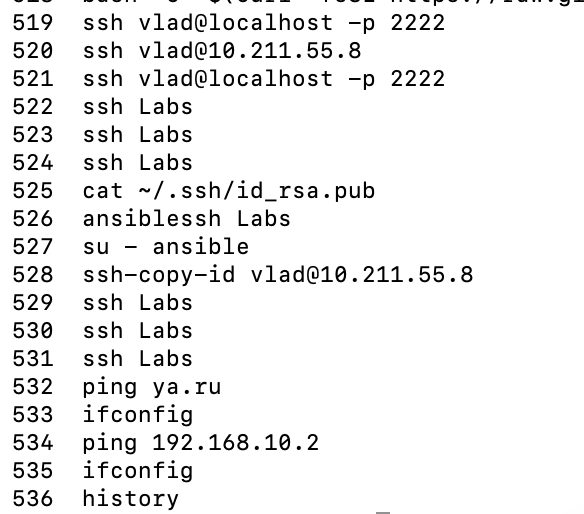 519 ssh vlad@localhost -p 2222
520 ssh vlad@10.211.55.8
521 ssh vlad@localhost -p 2222
522 ssh Labs
523 ssh Labs
524 ssh Labs
525 cat ~/.ssh/id_rsa.pub
526 ansiblessh Labs
527 su - ansible
528 ssh-copy-id vlad@10.211.55.8
529 ssh Labs
530 ssh Labs
531 ssh Labs
532 ping ya.ru
533 ifconfig
534 ping 192.168.10.2
535 ifconfig
536 history